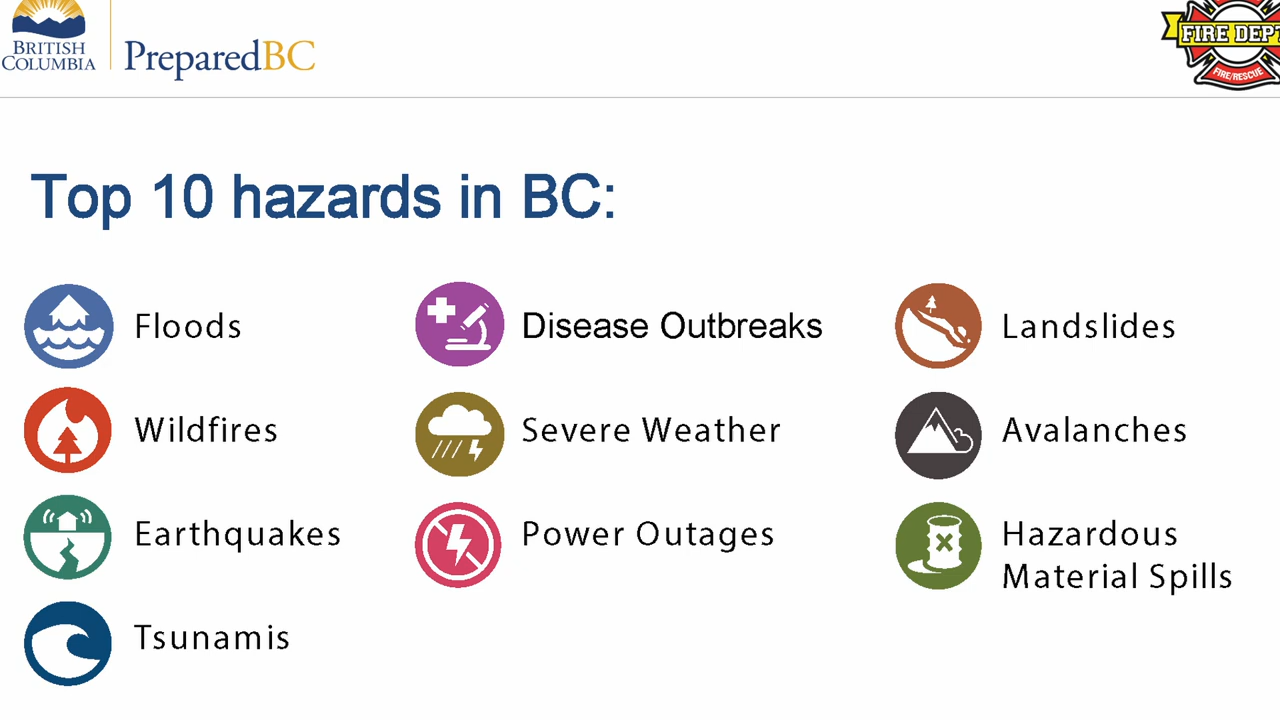 BRITISH
COLUMBIA
PreparedBC
FIRE DEPT
FIRE/RESCUE
Top 10 hazards in BC:
Floods
Wildfires
Earthquakes
Tsunamis
Disease Outbreaks
Severe Weather
Power Outages
Landslides
Avalanches
Hazardous
Material Spills